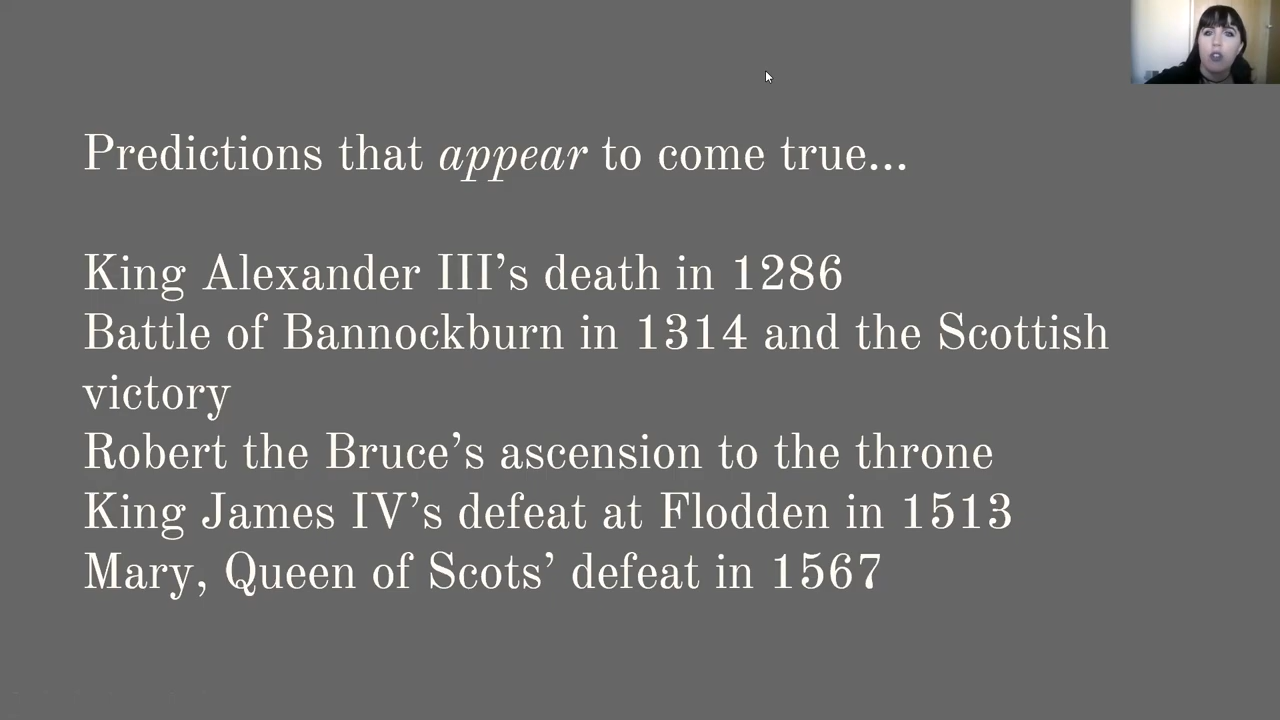 Predictions that appear to come true...
King Alexander III’s death in 1286
Battle of Bannockburn in 1314 and the Scottish
victory
Robert the Bruce’s ascension to the throne
King James IV’s defeat at Flodden in 1513
Mary, Queen of Scots’ defeat in 1567